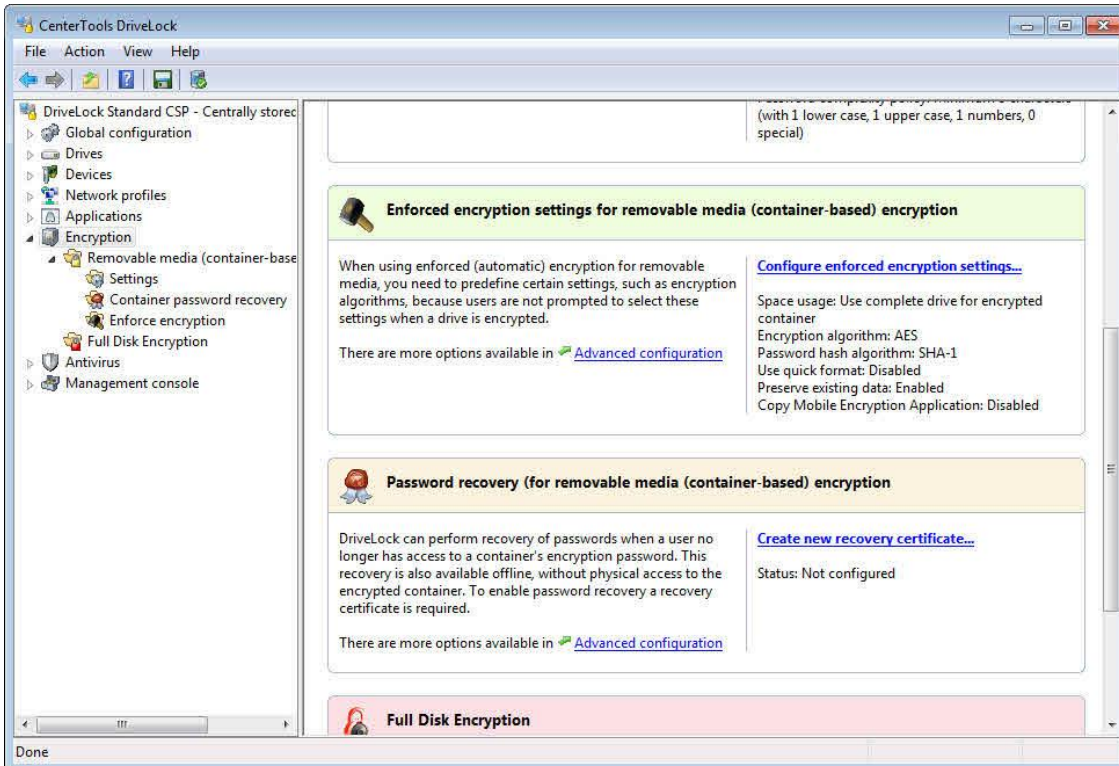 CenterTools DriveLock
File Action View Help
DriveLock Standard CSP - Centrally storec
Global configuration
Drives
Devices
Network profiles
Applications
Encryption
Removable media (container-base
Settings
Container password recovery
Enforce encryption
Full Disk Encryption
Antivirus
Management console
(with 1 lower case, 1 upper case, 1 numbers, 0
special)
Enforced encryption settings for removable media (container-based) encryption
When using enforced (automatic) encryption for removable
media, you need to predefine certain settings, such as encryption
algorithms, because users are not prompted to select these
settings when a drive is encrypted.
There are more options available in Advanced configuration
Configure enforced encryption settings...
Space usage: Use complete drive for encrypted
container
Encryption algorithm: AES
Password hash algorithm: SHA-1
Use quick format: Disabled
Preserve existing data: Enabled
Copy Mobile Encryption Application: Disabled
Password recovery (for removable media (container-based) encryption
DriveLock can perform recovery of passwords when a user no
longer has access to a container's encryption password. This
recovery is also available offline, without physical access to the
encrypted container. To enable password recovery a recovery
certificate is required.
There are more options available in Advanced configuration
Create new recovery certificate...
Status: Not configured
Full Disk Encryption
Done